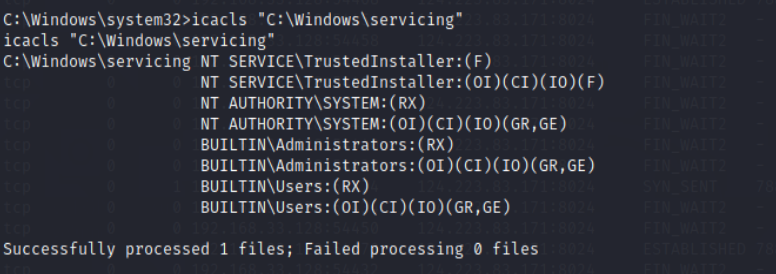 C:\Windows\system32>icacls "C:\Windows\servicing"
icacls "C:\Windows\servicing"
C:\Windows\servicing NT SERVICE\TrustedInstaller:(F)
NT SERVICE\TrustedInstaller:(OI)(CI)(IO)(F)
NT AUTHORITY\SYSTEM:(RX)
NT AUTHORITY\SYSTEM:(OI)(CI)(IO)(GR,GE)
BUILTIN\Administrators:(RX)
BUILTIN\Administrators:(OI)(CI)(IO)(GR,GE)
BUILTIN\Users:(RX)
BUILTIN\Users:(OI)(CI)(IO)(GR,GE)
Successfully processed 1 files; Failed processing 0 files